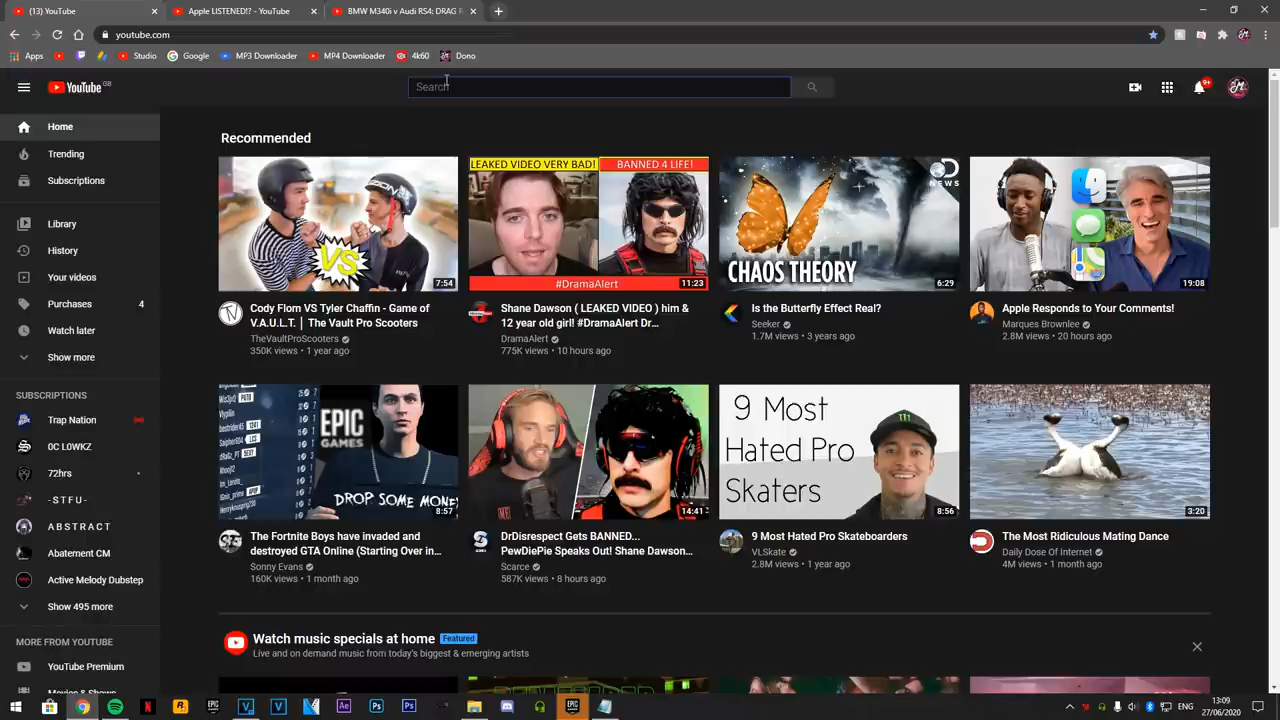 (13) YouTube
Apple LISTENED!? - YouTube
BMW M340i v Audi RS4: DRAG R
youtube.com
Apps
Studio
Google
MP3 Downloader
MP4 Downloader
4k60
Dono
YouTube GB
Search
9+
Home
Trending
Subscriptions
Library
History
Your videos
Purchases 4
Watch later
Show more
SUBSCRIPTIONS
Trap Nation
0C L0WKZ
72hrs
- S T F U -
A B S T R A C T
Abatement CM
Active Melody Dubstep
Show 495 more
MORE FROM YOUTUBE
YouTube Premium
Movies & Shows
Recommended
VS
7:54
Cody Flom VS Tyler Chaffin - Game of
V.A.U.L.T. | The Vault Pro Scooters
TheVaultProScooters
350K views • 1 year ago
LEAKED VIDEO VERY BAD!
BANNED 4 LIFE!
#DramaAlert
11:23
Shane Dawson ( LEAKED VIDEO ) him &
12 year old girl! #DramaAlert Dr...
DramaAlert
775K views • 10 hours ago
NEWS
CHAOS THEORY
6:29
Is the Butterfly Effect Real?
Seeker
1.7M views • 3 years ago
19:08
Apple Responds to Your Comments!
Marques Brownlee
2.8M views • 20 hours ago
EPIC
GAMES
DROP SOME MONEY
8:57
The Fortnite Boys have invaded and
destroyed GTA Online (Starting Over in...
Sonny Evans
160K views • 1 month ago
14:41
DrDisrespect Gets BANNED...
PewDiePie Speaks Out! Shane Dawson...
Scarce
587K views • 8 hours ago
9 Most
Hated Pro
Skaters
8:56
9 Most Hated Pro Skateboarders
VLSkate
2.8M views • 1 year ago
3:20
The Most Ridiculous Mating Dance
Daily Dose Of Internet
4M views • 1 month ago
Watch music specials at home Featured
Live and on demand music from today's biggest & emerging artists
ENG
13:09
27/06/2020